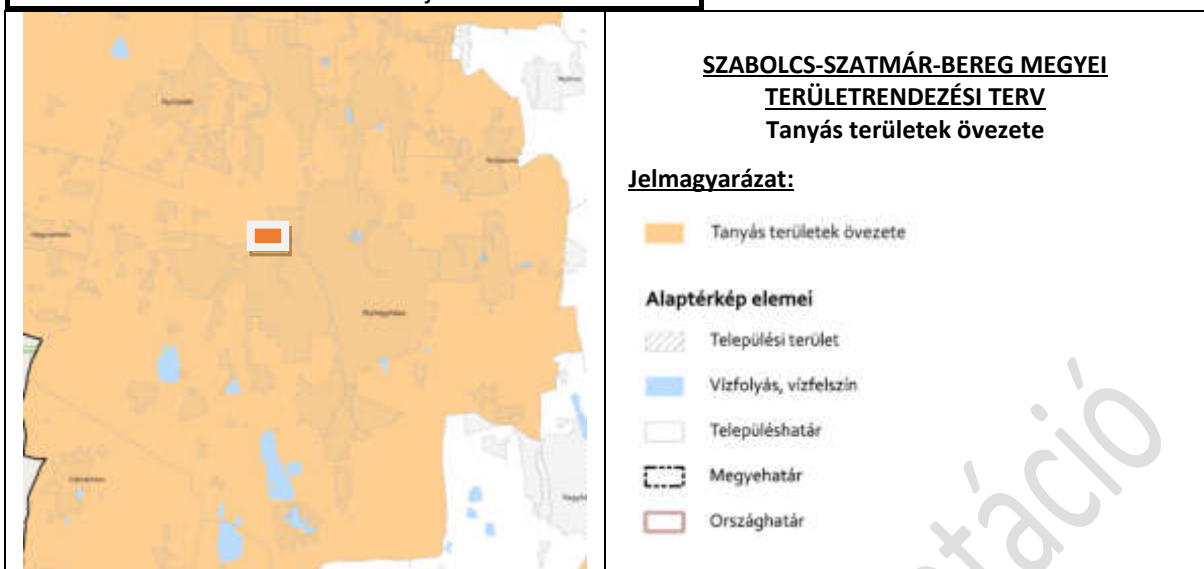 SZABOLCS-SZATMÁR-BEREG MEGYEI
TERÜLETRENDEZÉSI TERV
Tanyás területek övezete
Jelmagyarázat:
Tanyás területek övezete
Alaptérkép elemei
Települési terület
Vízfolyás, vízfelszín
Településhatár
Megyehatár
Országhatár
Nyíregyháza